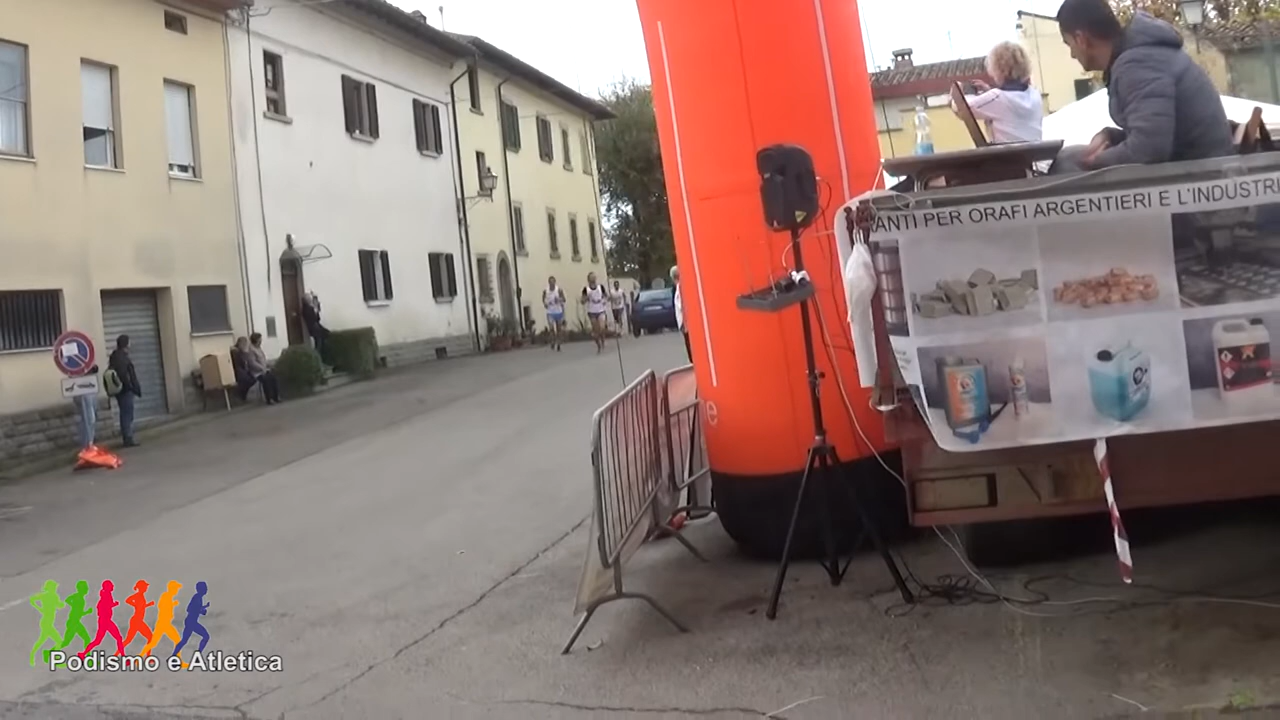 ANTI PER ORAFI ARGENTIERI E L'INDUSTRI
e
Podismo e Atletica